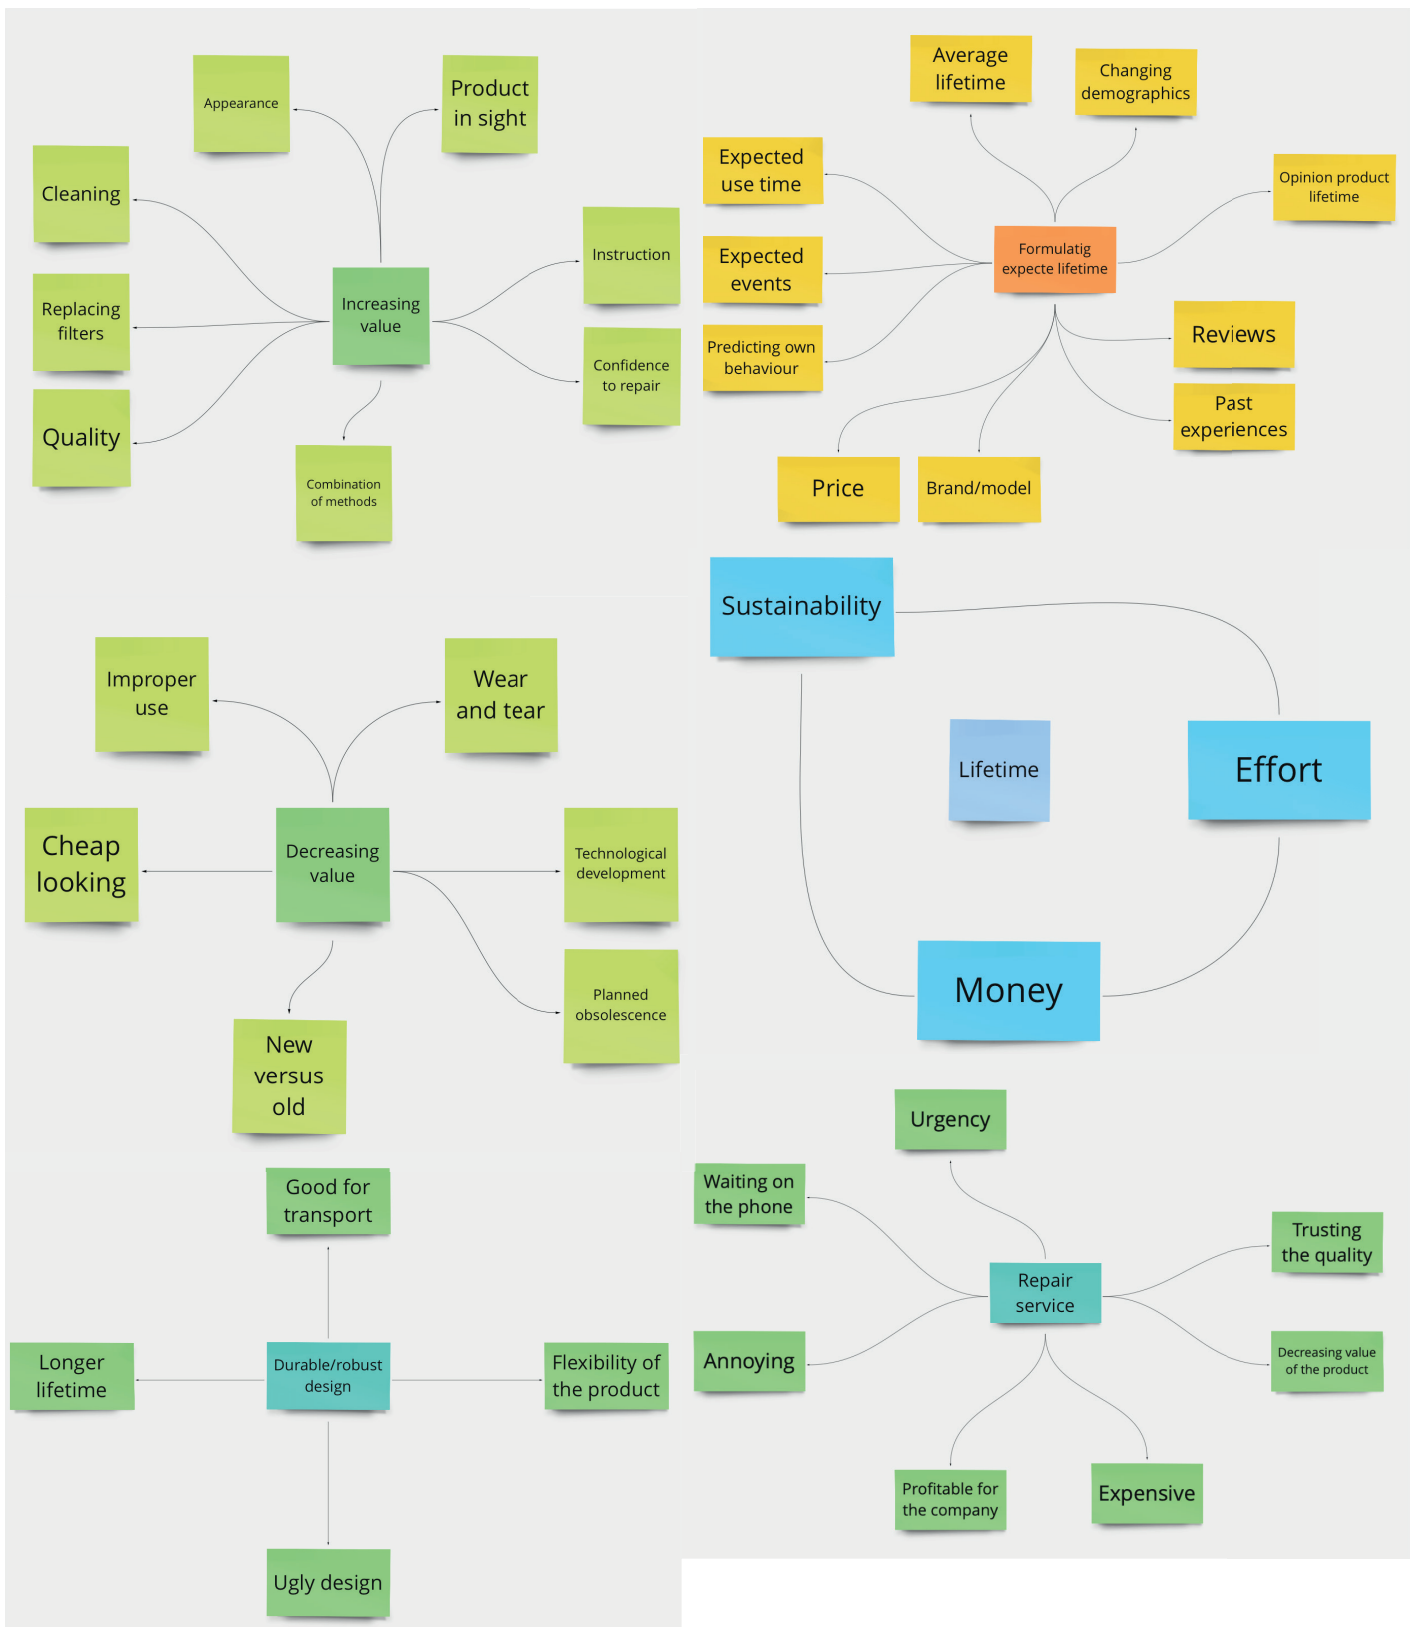 Appearance
Product
in sight
Cleaning
Instruction
Replacing
filters
Increasing
value
Confidence
to repair
Quality
Combination
of methods
Average
lifetime
Changing
demographics
Expected
use time
Opinion product
lifetime
Expected
events
Formulatig
expecte lifetime
Predicting own
behaviour
Reviews
Past
experiences
Price
Brand/model
Improper
use
Wear
and tear
Cheap
looking
Decreasing
value
Technological
development
Planned
obsolescence
New
versus
old
Sustainability
Lifetime
Effort
Money
Good for
transport
Longer
lifetime
Durable/robust
design
Flexibility of
the product
Ugly design
Urgency
Waiting on
the phone
Trusting
the quality
Repair
service
Annoying
Decreasing value
of the product
Profitable for
the company
Expensive